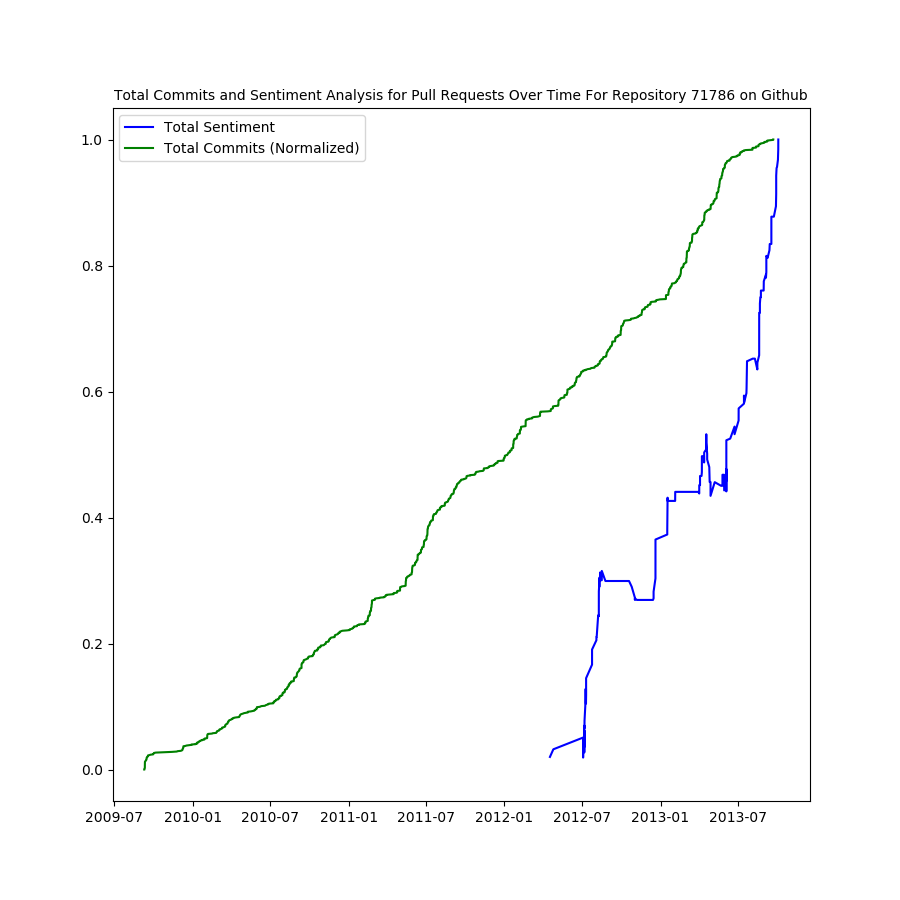 Total Commits and Sentiment Analysis for Pull Requests Over Time For Repository 71786 on Github
Total Sentiment
Total Commits (Normalized)
1.0
0.8
0.6
0.4
0.2
0.0
2009-07 2010-01 2010-07 2011-01 2011-07 2012-01 2012-07 2013-01 2013-07